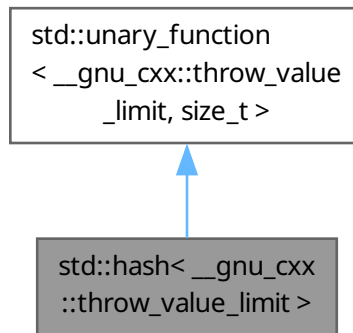 std::unary_function
< __gnu_cxx::throw_value
_limit, size_t >
std::hash< __gnu_cxx
::throw_value_limit >